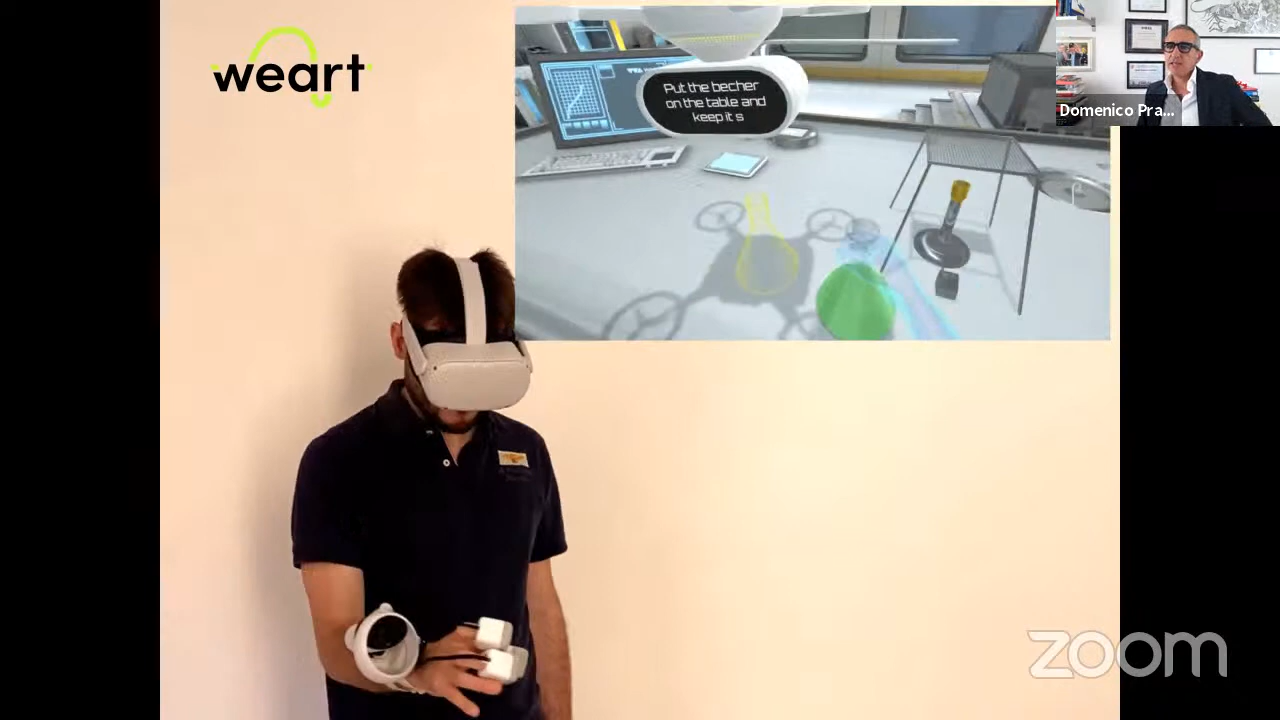 weart
Put the becher
on the table and
keep it s
Domenico Pra...
zoom